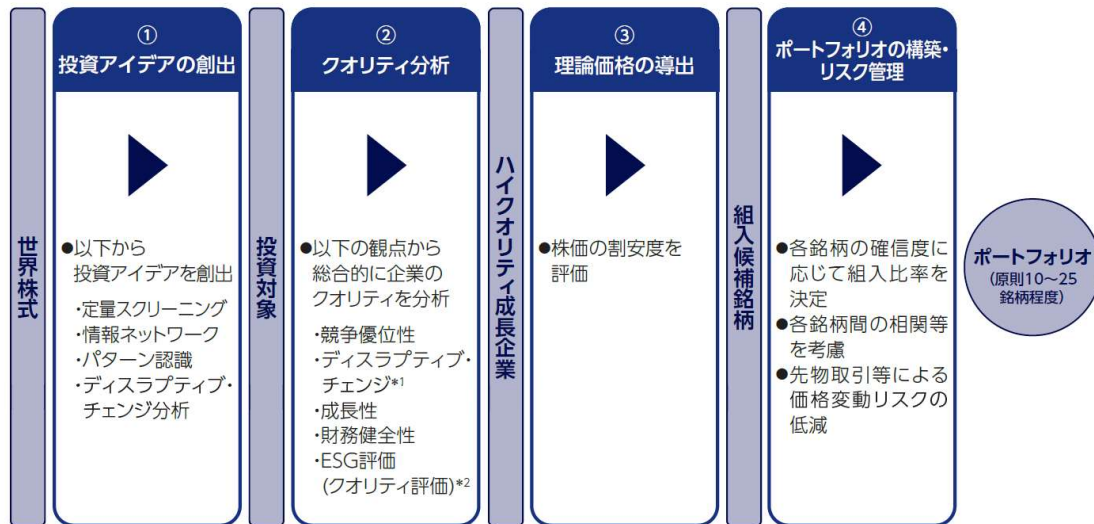 世界株式
①
投資アイデアの創出
●以下から
投資アイデアを創出
・定量スクリーニング
・情報ネットワーク
・パターン認識
・ディスラプティブ・
チェンジ分析
投資対象
②
クオリティ分析
●以下の観点から
総合的に企業の
クオリティを分析
・競争優位性
・ディスラプティブ・
チェンジ*1
・成長性
・財務健全性
・ESG評価
(クオリティ評価)*2
ハイクオリティ成長企業
③
理論価格の導出
●株価の割安度を
評価
組入候補銘柄
④
ポートフォリオの構築・
リスク管理
●各銘柄の確信度に
応じて組入比率を
決定
●各銘柄間の相関等
を考慮
●先物取引等による
価格変動リスクの
低減
ポートフォリオ
(原則10～25
銘柄程度)